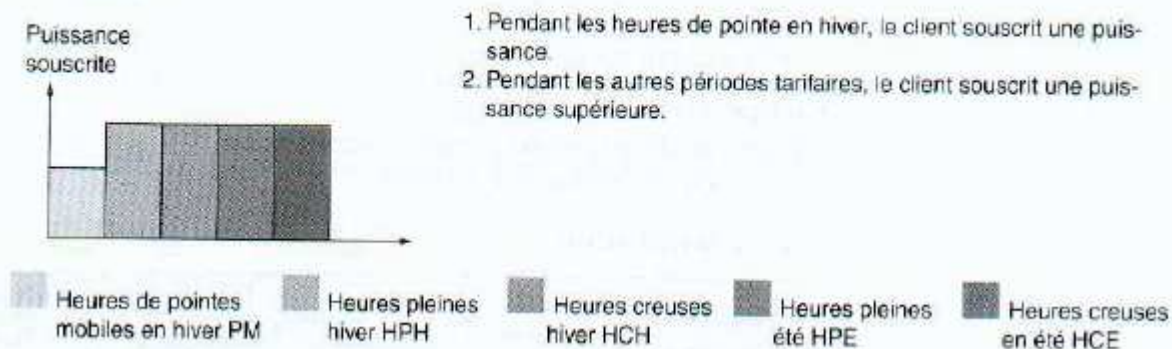 Puissance
souscrite
1. Pendant les heures de pointe en hiver, le client souscrit une puis-
sance.
2. Pendant les autres périodes tarifaires, le client souscrit une puis-
sance supérieure.
Heures de pointes
mobiles en hiver PM
Heures pleines
hiver HPH
Heures creuses
hiver HCH
Heures pleines
été HPE
Heures creuses
en été HCE